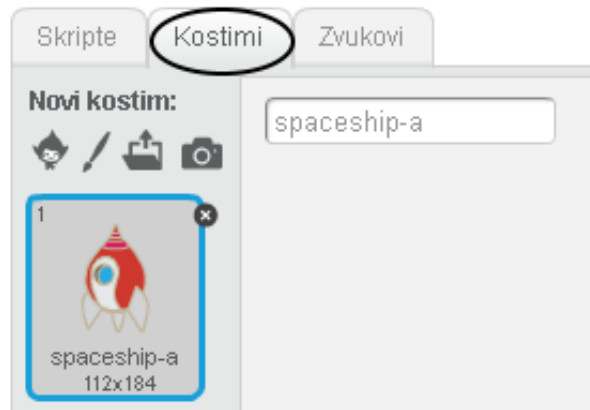 Skripte Kostimi Zvukovi
Novi kostim:
spaceship-a
1
spaceship-a
112x184